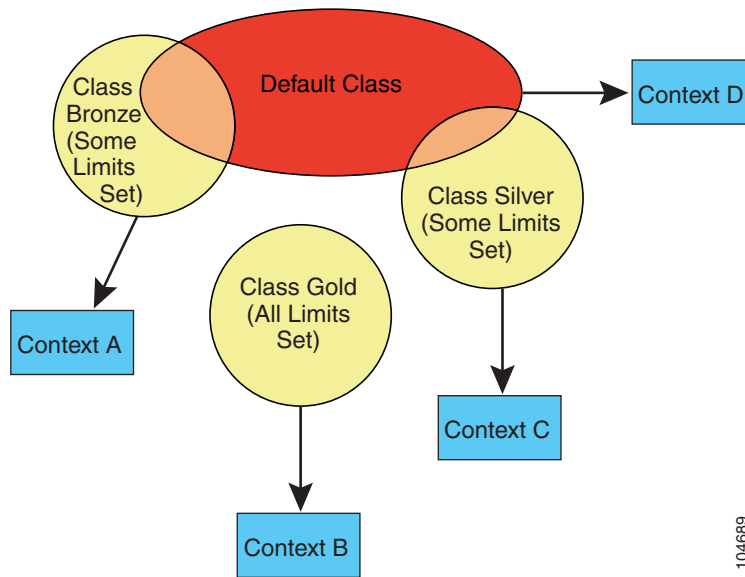 Default Class
Class
Bronze
(Some
Limits
Set)
Context D
Class Silver
(Some Limits
Set)
Class Gold
(All Limits
Set)
Context A
Context C
Context B
104689